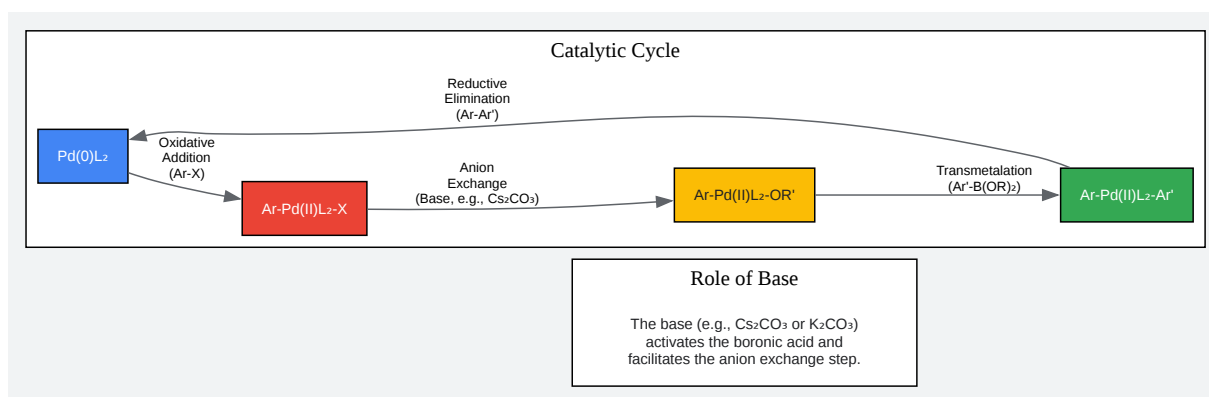 Catalytic Cycle
Reductive
Elimination
(Ar-Ar')
Pd(0)L₂
Oxidative
Addition
(Ar-X)
Ar-Pd(II)L₂-X
Anion
Exchange
(Base, e.g., Cs₂CO₃)
Ar-Pd(II)L₂-OR'
Transmetalation
(Ar'-B(OR)₂)
Ar-Pd(II)L₂-Ar'
Role of Base
The base (e.g., Cs₂CO₃ or K₂CO₃)
activates the boronic acid and
facilitates the anion exchange step.